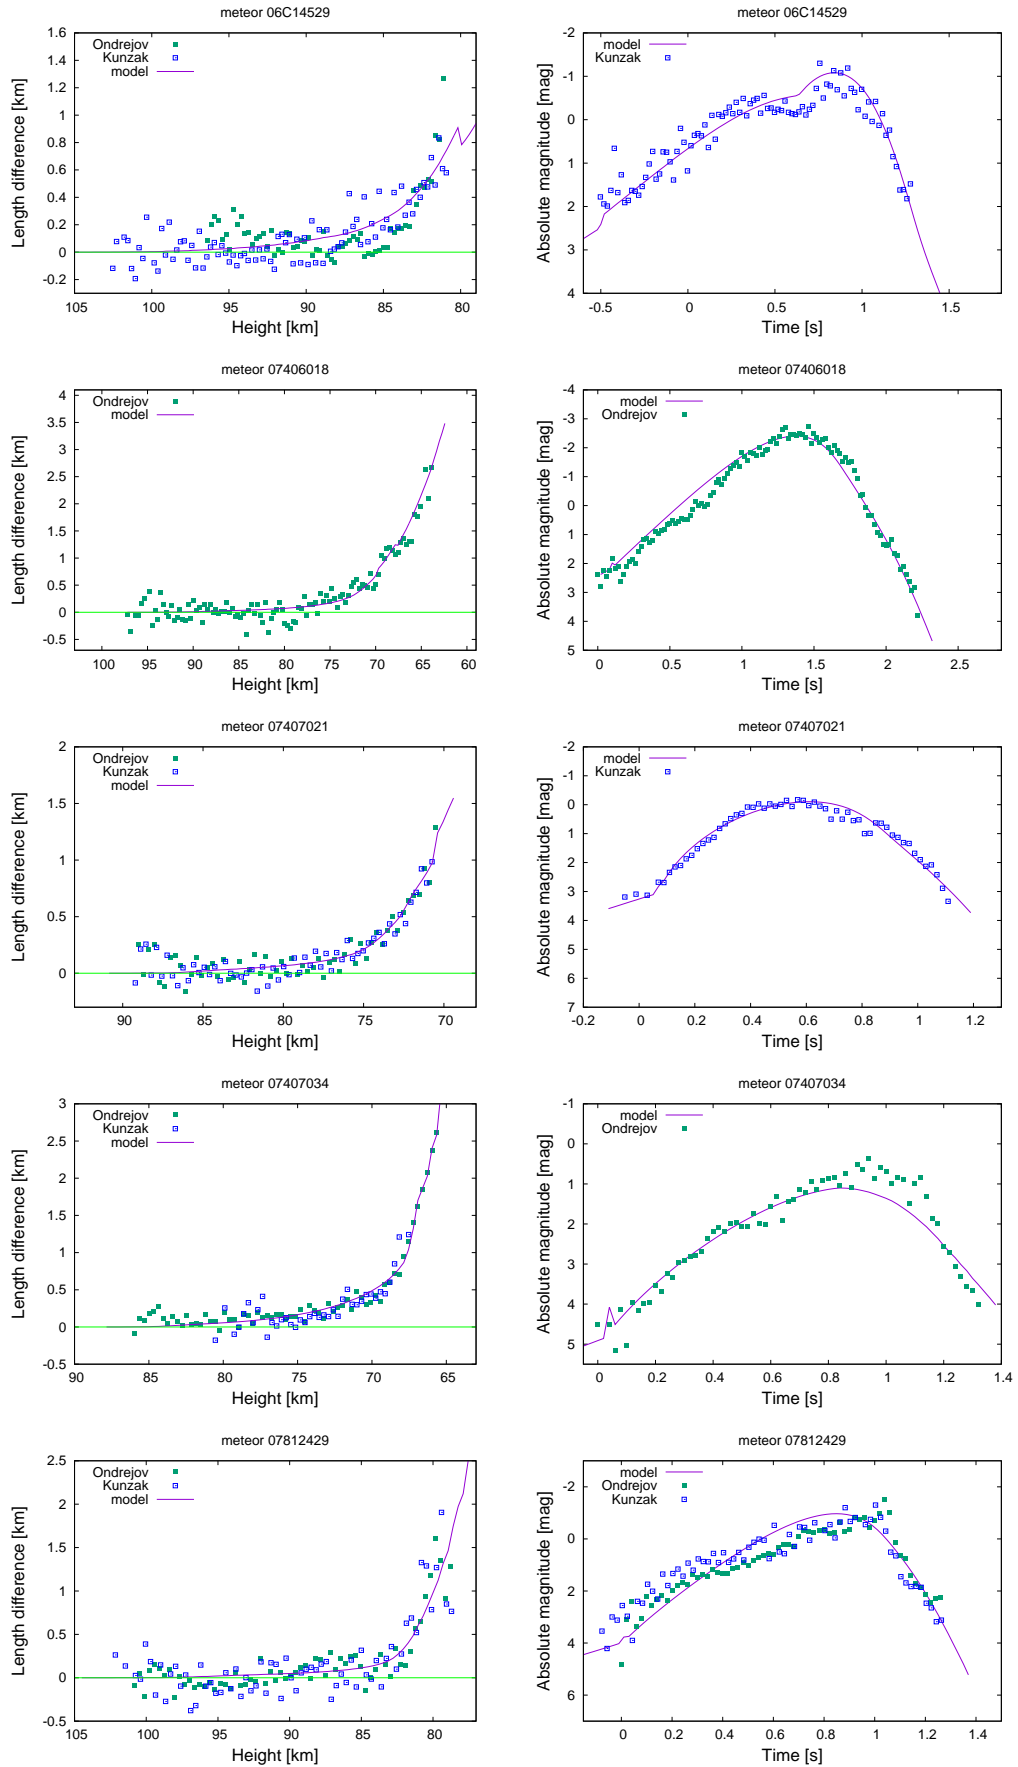 meteor 06C14529
Length difference [km]
1.6
1.4
1.2
1
0.8
0.6
0.4
0.2
0
-0.2
105 100 95 90 85 80
Height [km]
Ondrejov
Kunzak
model
meteor 06C14529
Absolute magnitude [mag]
-2
-1
0
1
2
3
4
-0.5 0 0.5 1 1.5
Time [s]
model
Kunzak
meteor 07406018
Length difference [km]
4
3.5
3
2.5
2
1.5
1
0.5
0
-0.5
100 95 90 85 80 75 70 65 60
Height [km]
Ondrejov
model
meteor 07406018
Absolute magnitude [mag]
-4
-3
-2
-1
0
1
2
3
4
5
0 0.5 1 1.5 2 2.5
Time [s]
model
Ondrejov
meteor 07407021
Length difference [km]
2
1.5
1
0.5
0
90 85 80 75 70
Height [km]
Ondrejov
Kunzak
model
meteor 07407021
Absolute magnitude [mag]
-2
-1
0
1
2
3
4
5
6
7
-0.2 0 0.2 0.4 0.6 0.8 1 1.2
Time [s]
model
Kunzak
meteor 07407034
Length difference [km]
3
2.5
2
1.5
1
0.5
0
-0.5
90 85 80 75 70 65
Height [km]
Ondrejov
Kunzak
model
meteor 07407034
Absolute magnitude [mag]
-1
0
1
2
3
4
5
0 0.2 0.4 0.6 0.8 1 1.2 1.4
Time [s]
model
Ondrejov
meteor 07812429
Length difference [km]
2.5
2
1.5
1
0.5
0
-0.5
105 100 95 90 85 80
Height [km]
Ondrejov
Kunzak
model
meteor 07812429
Absolute magnitude [mag]
-2
0
2
4
6
0 0.2 0.4 0.6 0.8 1 1.2 1.4
Time [s]
model
Ondrejov
Kunzak